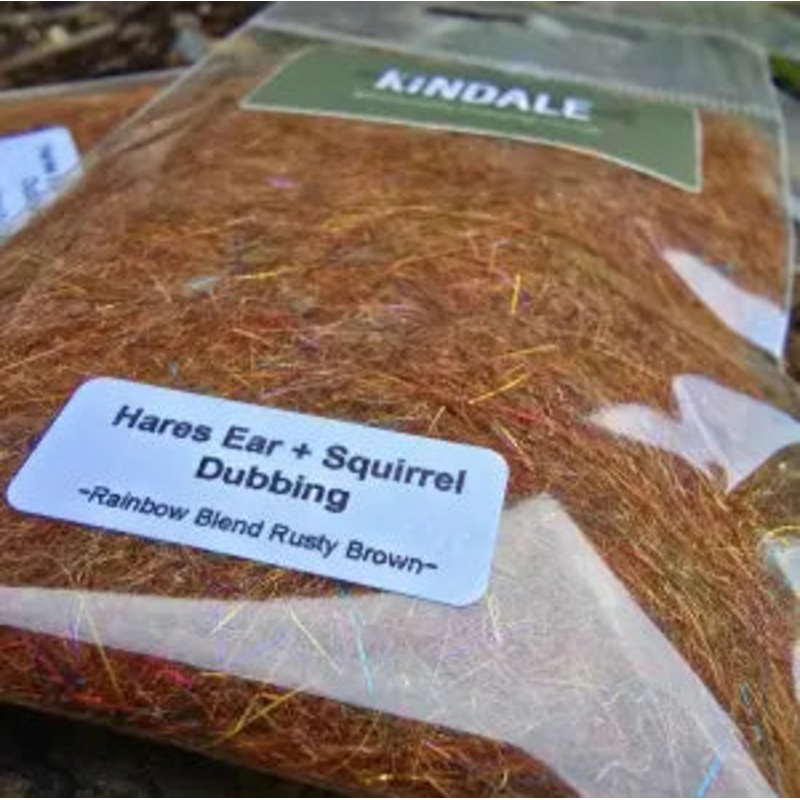 KiNDALE
Hares Ear + Squirrel
Dubbing
~Rainbow Blend Rusty Brown~